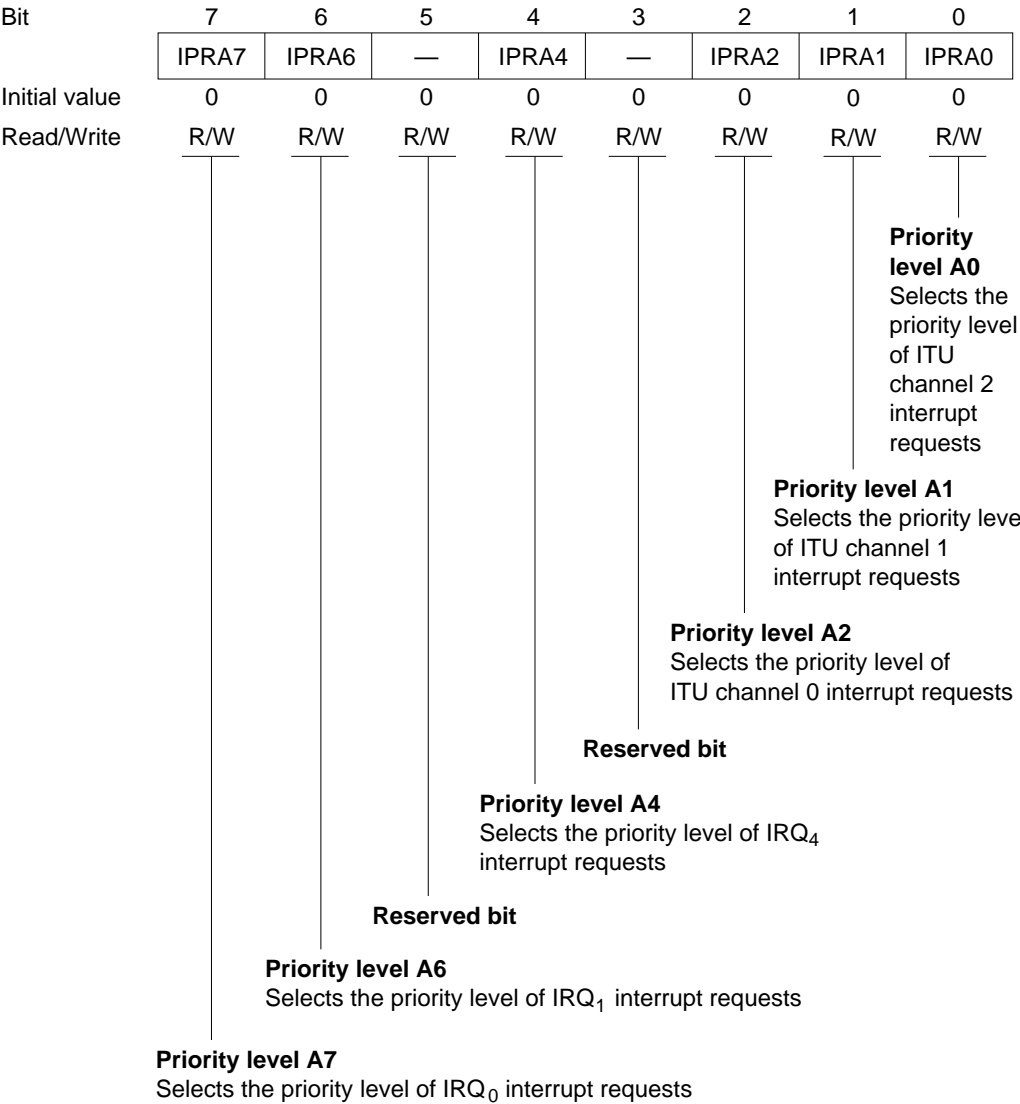 Bit 7 6 5 4 3 2 1 0
IPRA7 IPRA6 — IPRA4 — IPRA2 IPRA1 IPRA0
Initial value 0 0 0 0 0 0 0 0
Read/Write R/W R/W R/W R/W R/W R/W R/W R/W
Priority
level A0
Selects the
priority level
of ITU
channel 2
interrupt
requests
Priority level A1
Selects the priority leve
of ITU channel 1
interrupt requests
Priority level A2
Selects the priority level of
ITU channel 0 interrupt requests
Reserved bit
Priority level A4
Selects the priority level of IRQ4
interrupt requests
Reserved bit
Priority level A6
Selects the priority level of IRQ1 interrupt requests
Priority level A7
Selects the priority level of IRQ0 interrupt requests